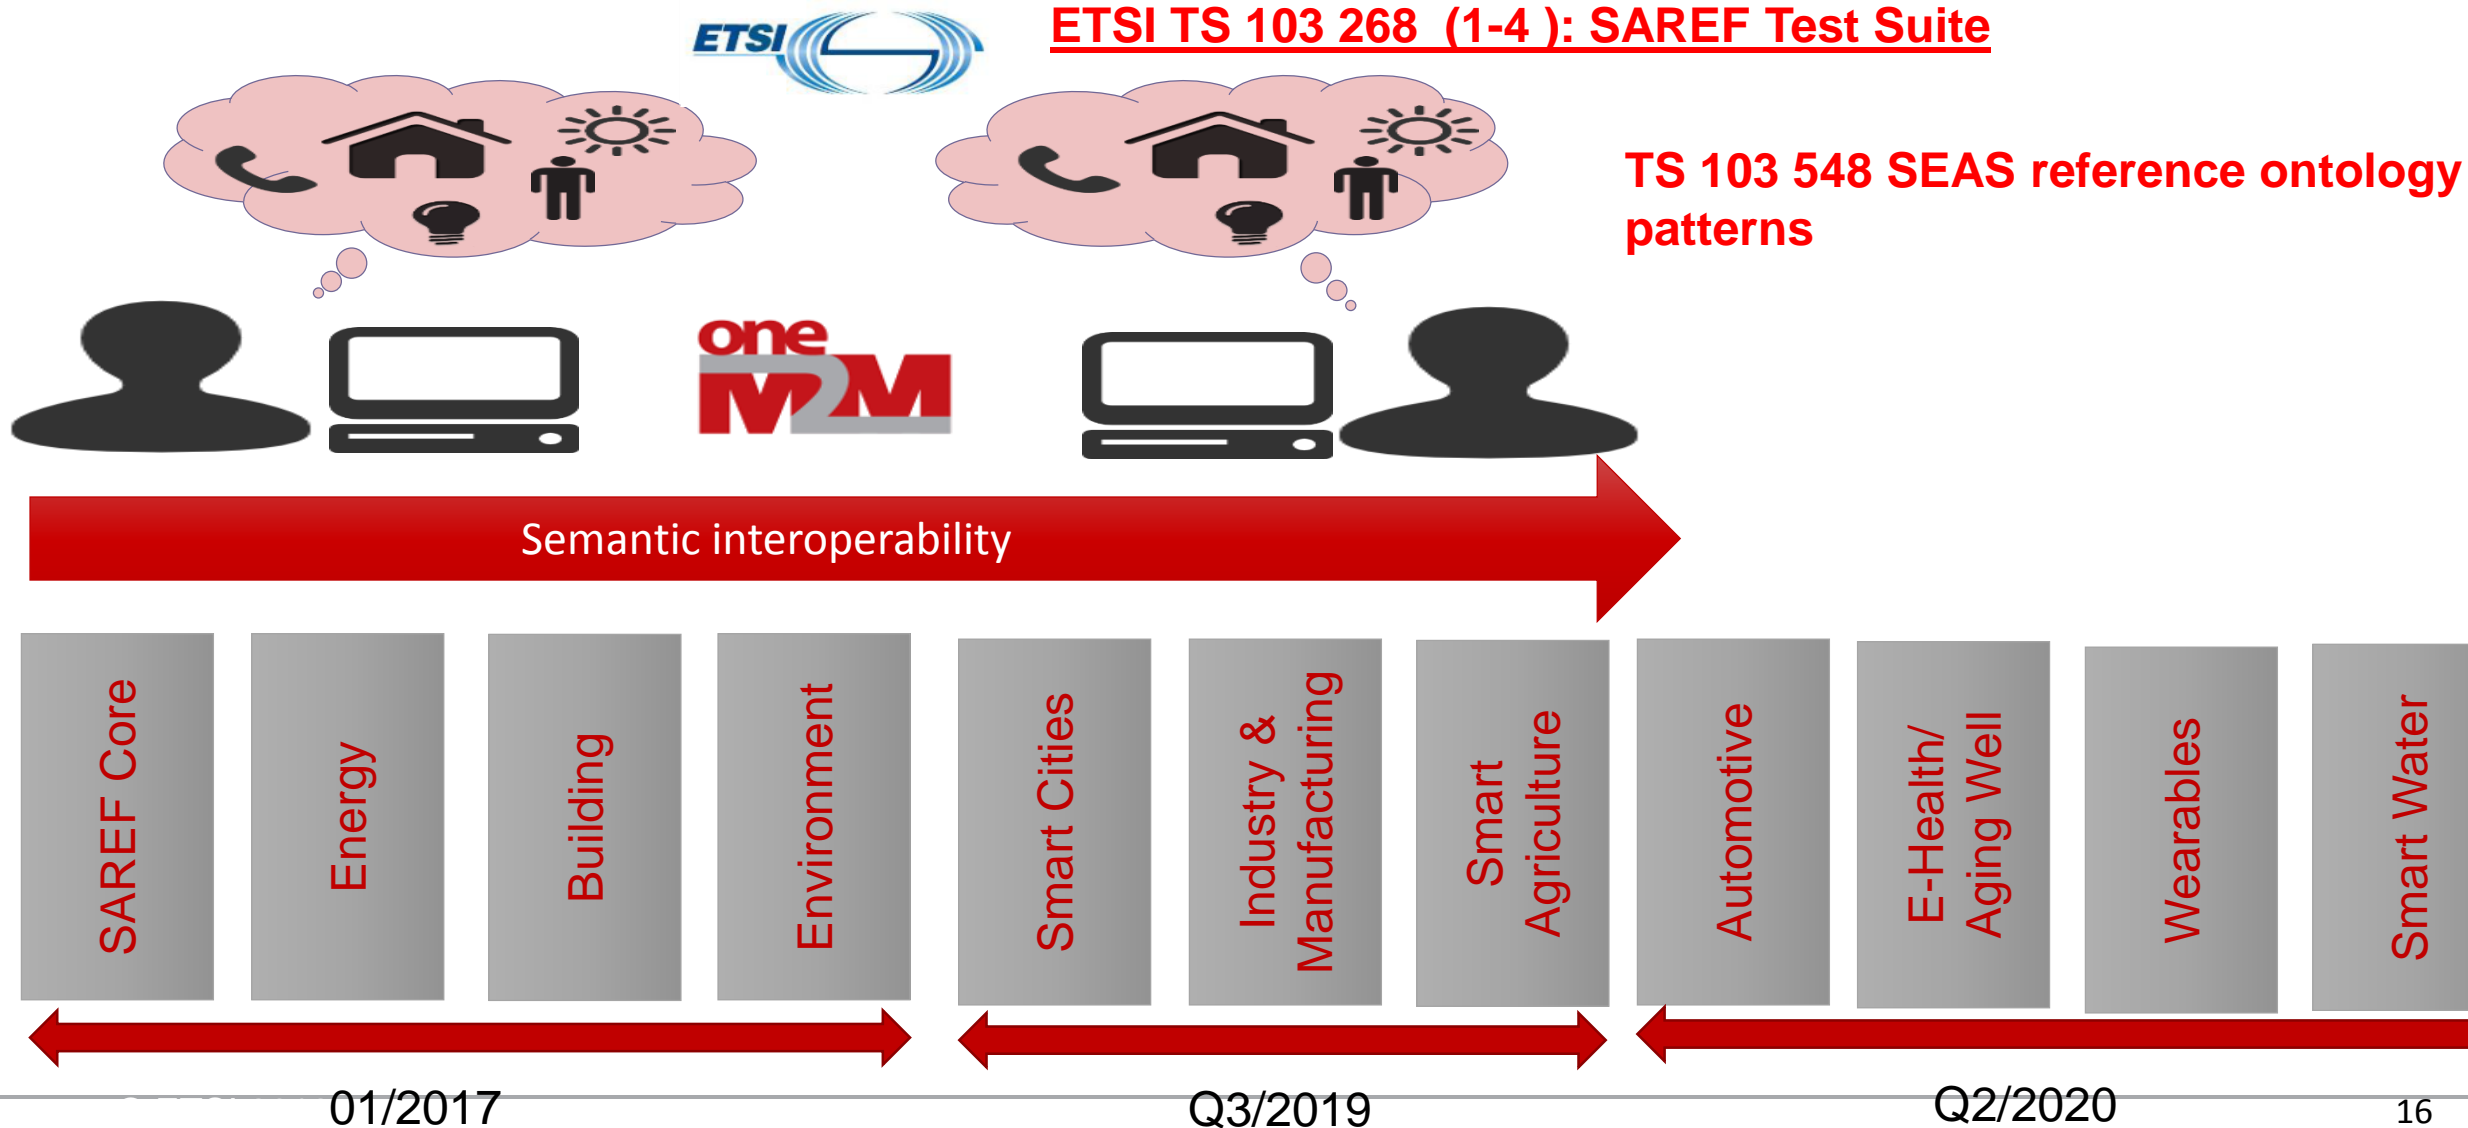 ETSI
ETSI TS 103 268 (1-4 ): SAREF Test Suite
TS 103 548 SEAS reference ontology
patterns
one
M2M
Semantic interoperability
SAREF Core
Energy
Building
Environment
Smart Cities
Industry &
Manufacturing
Smart
Agriculture
Automotive
E-Health/
Aging Well
Wearables
Smart Water
01/2017
Q3/2019
Q2/2020
16